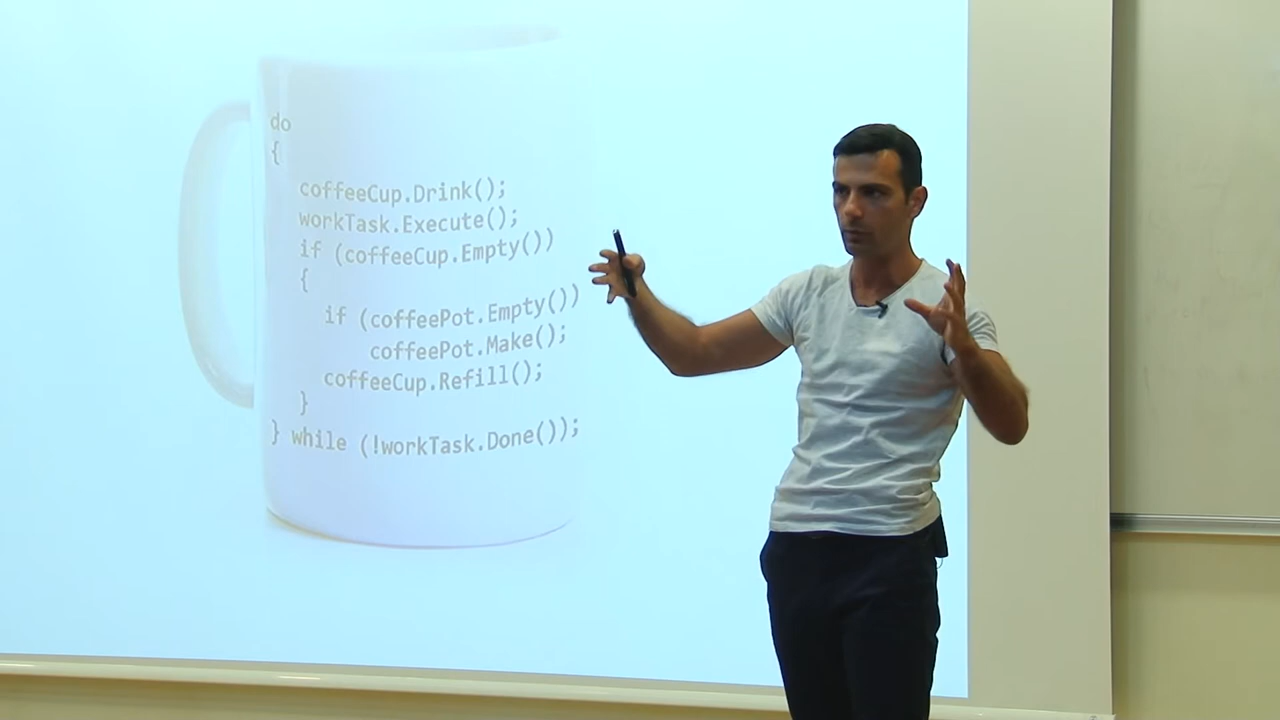 do
{
coffeeCup.Drink();
workTask.Execute();
if (coffeeCup.Empty())
{
if (coffeePot.Empty())
coffeePot.Make();
coffeeCup.Refill();
}
} while (!workTask.Done());